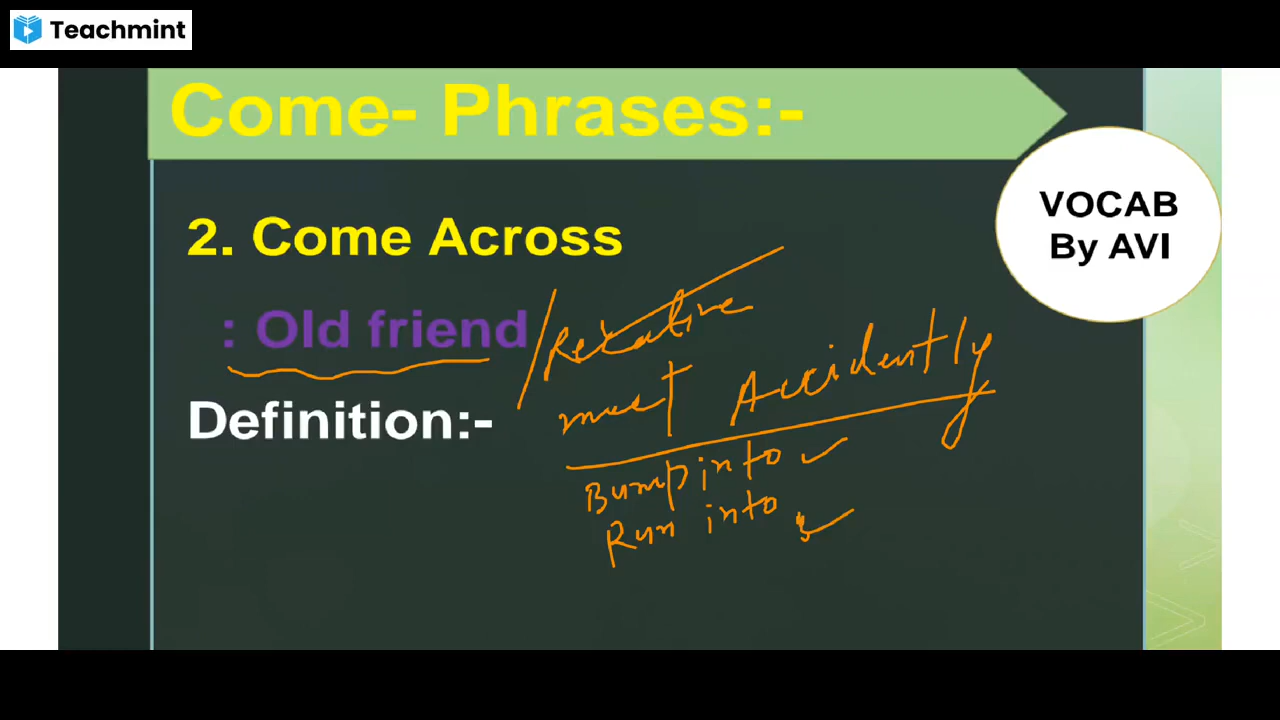 Teachmint
Come- Phrases:-
VOCAB
By AVI
2. Come Across
: Old friend /Relative
meet Accidently
Definition:-
Bump into
Run into